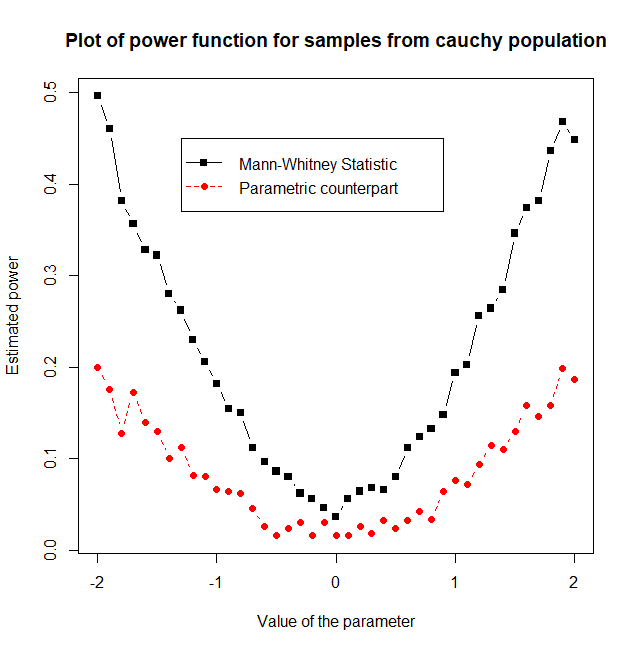 Plot of power function for samples from cauchy population
0.5
0.4
0.3
0.2
0.1
0.0
Estimated power
Mann-Whitney Statistic
Parametric counterpart
-2
-1
0
1
2
Value of the parameter